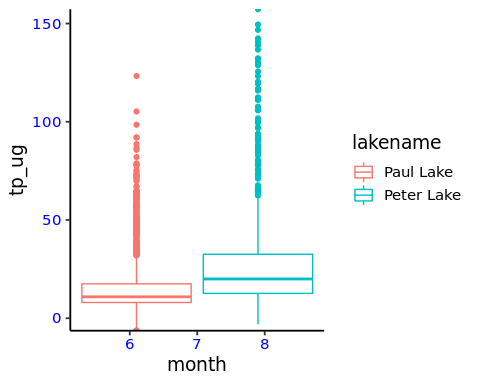 150
100
50
0
tp_ug
6 7 8
month
lakename
Paul Lake
Peter Lake